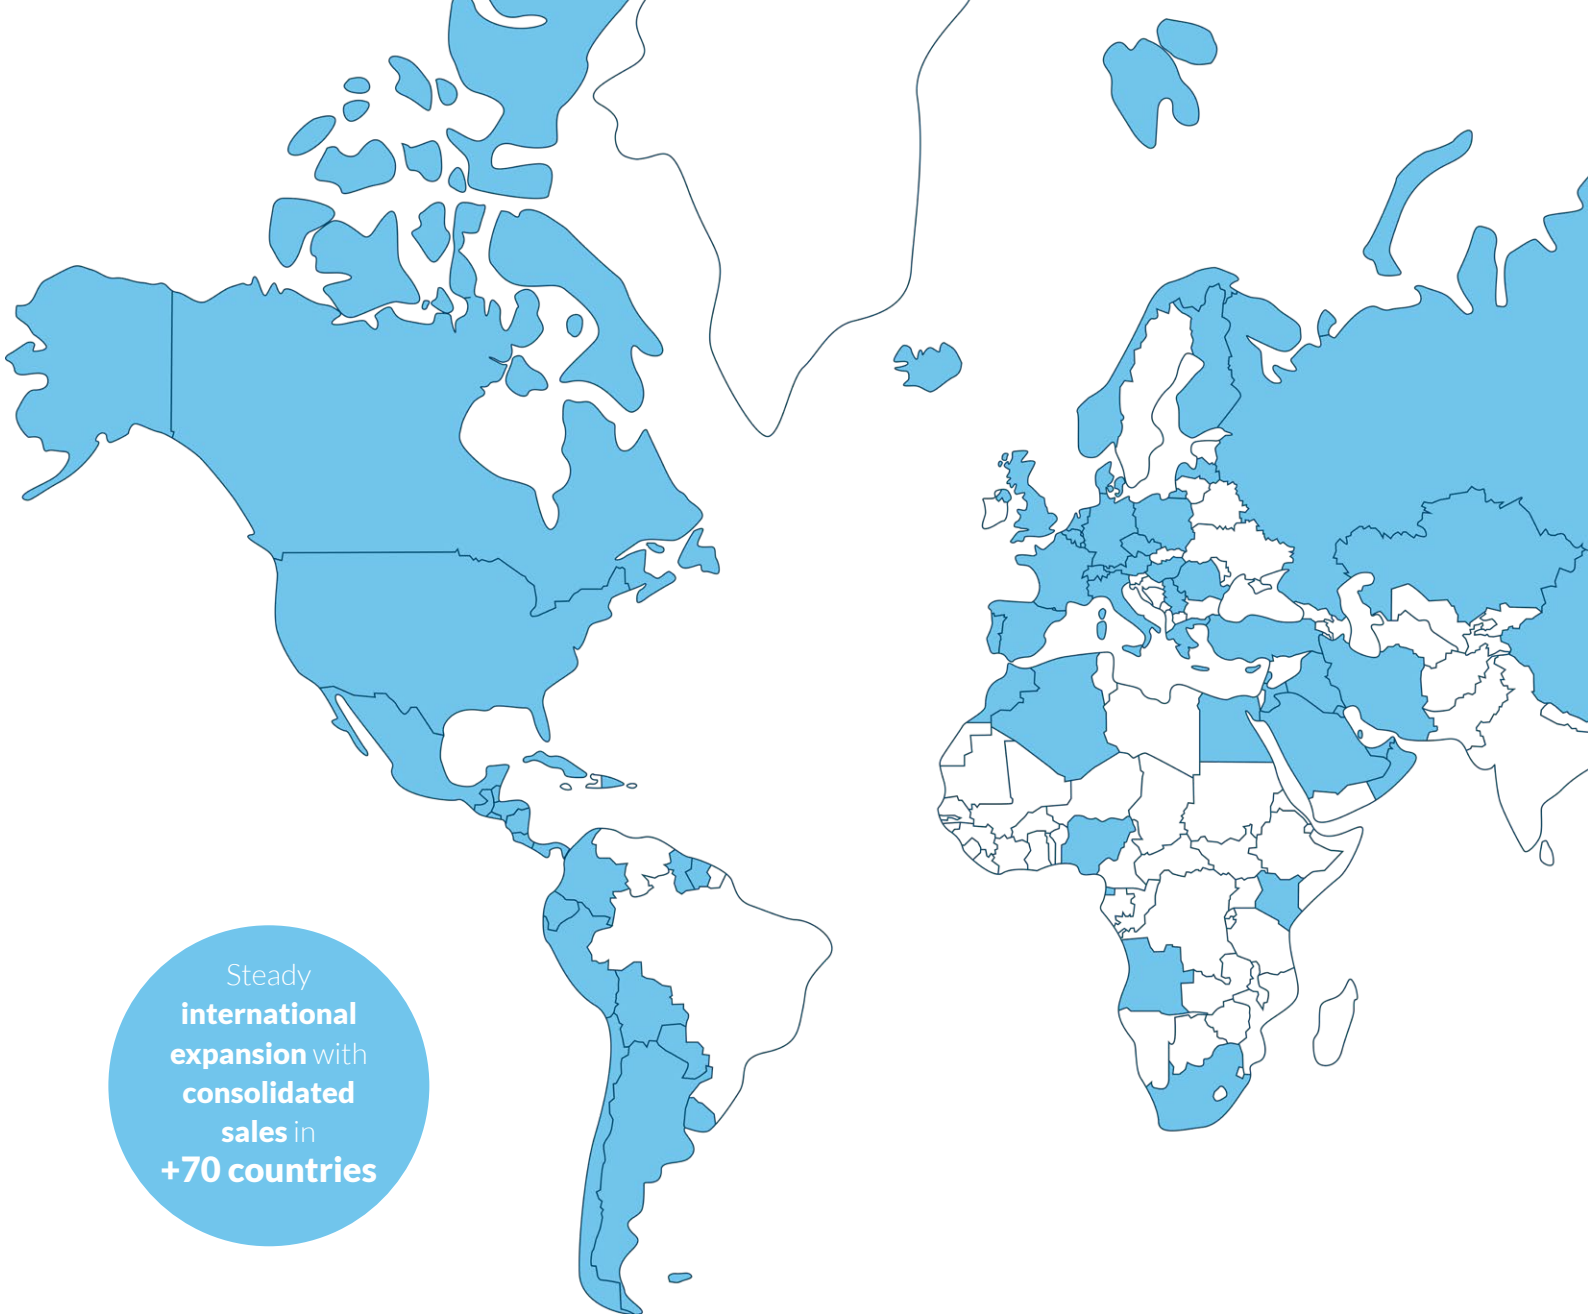 Steady
international
expansion with
consolidated
sales in
+70 countries